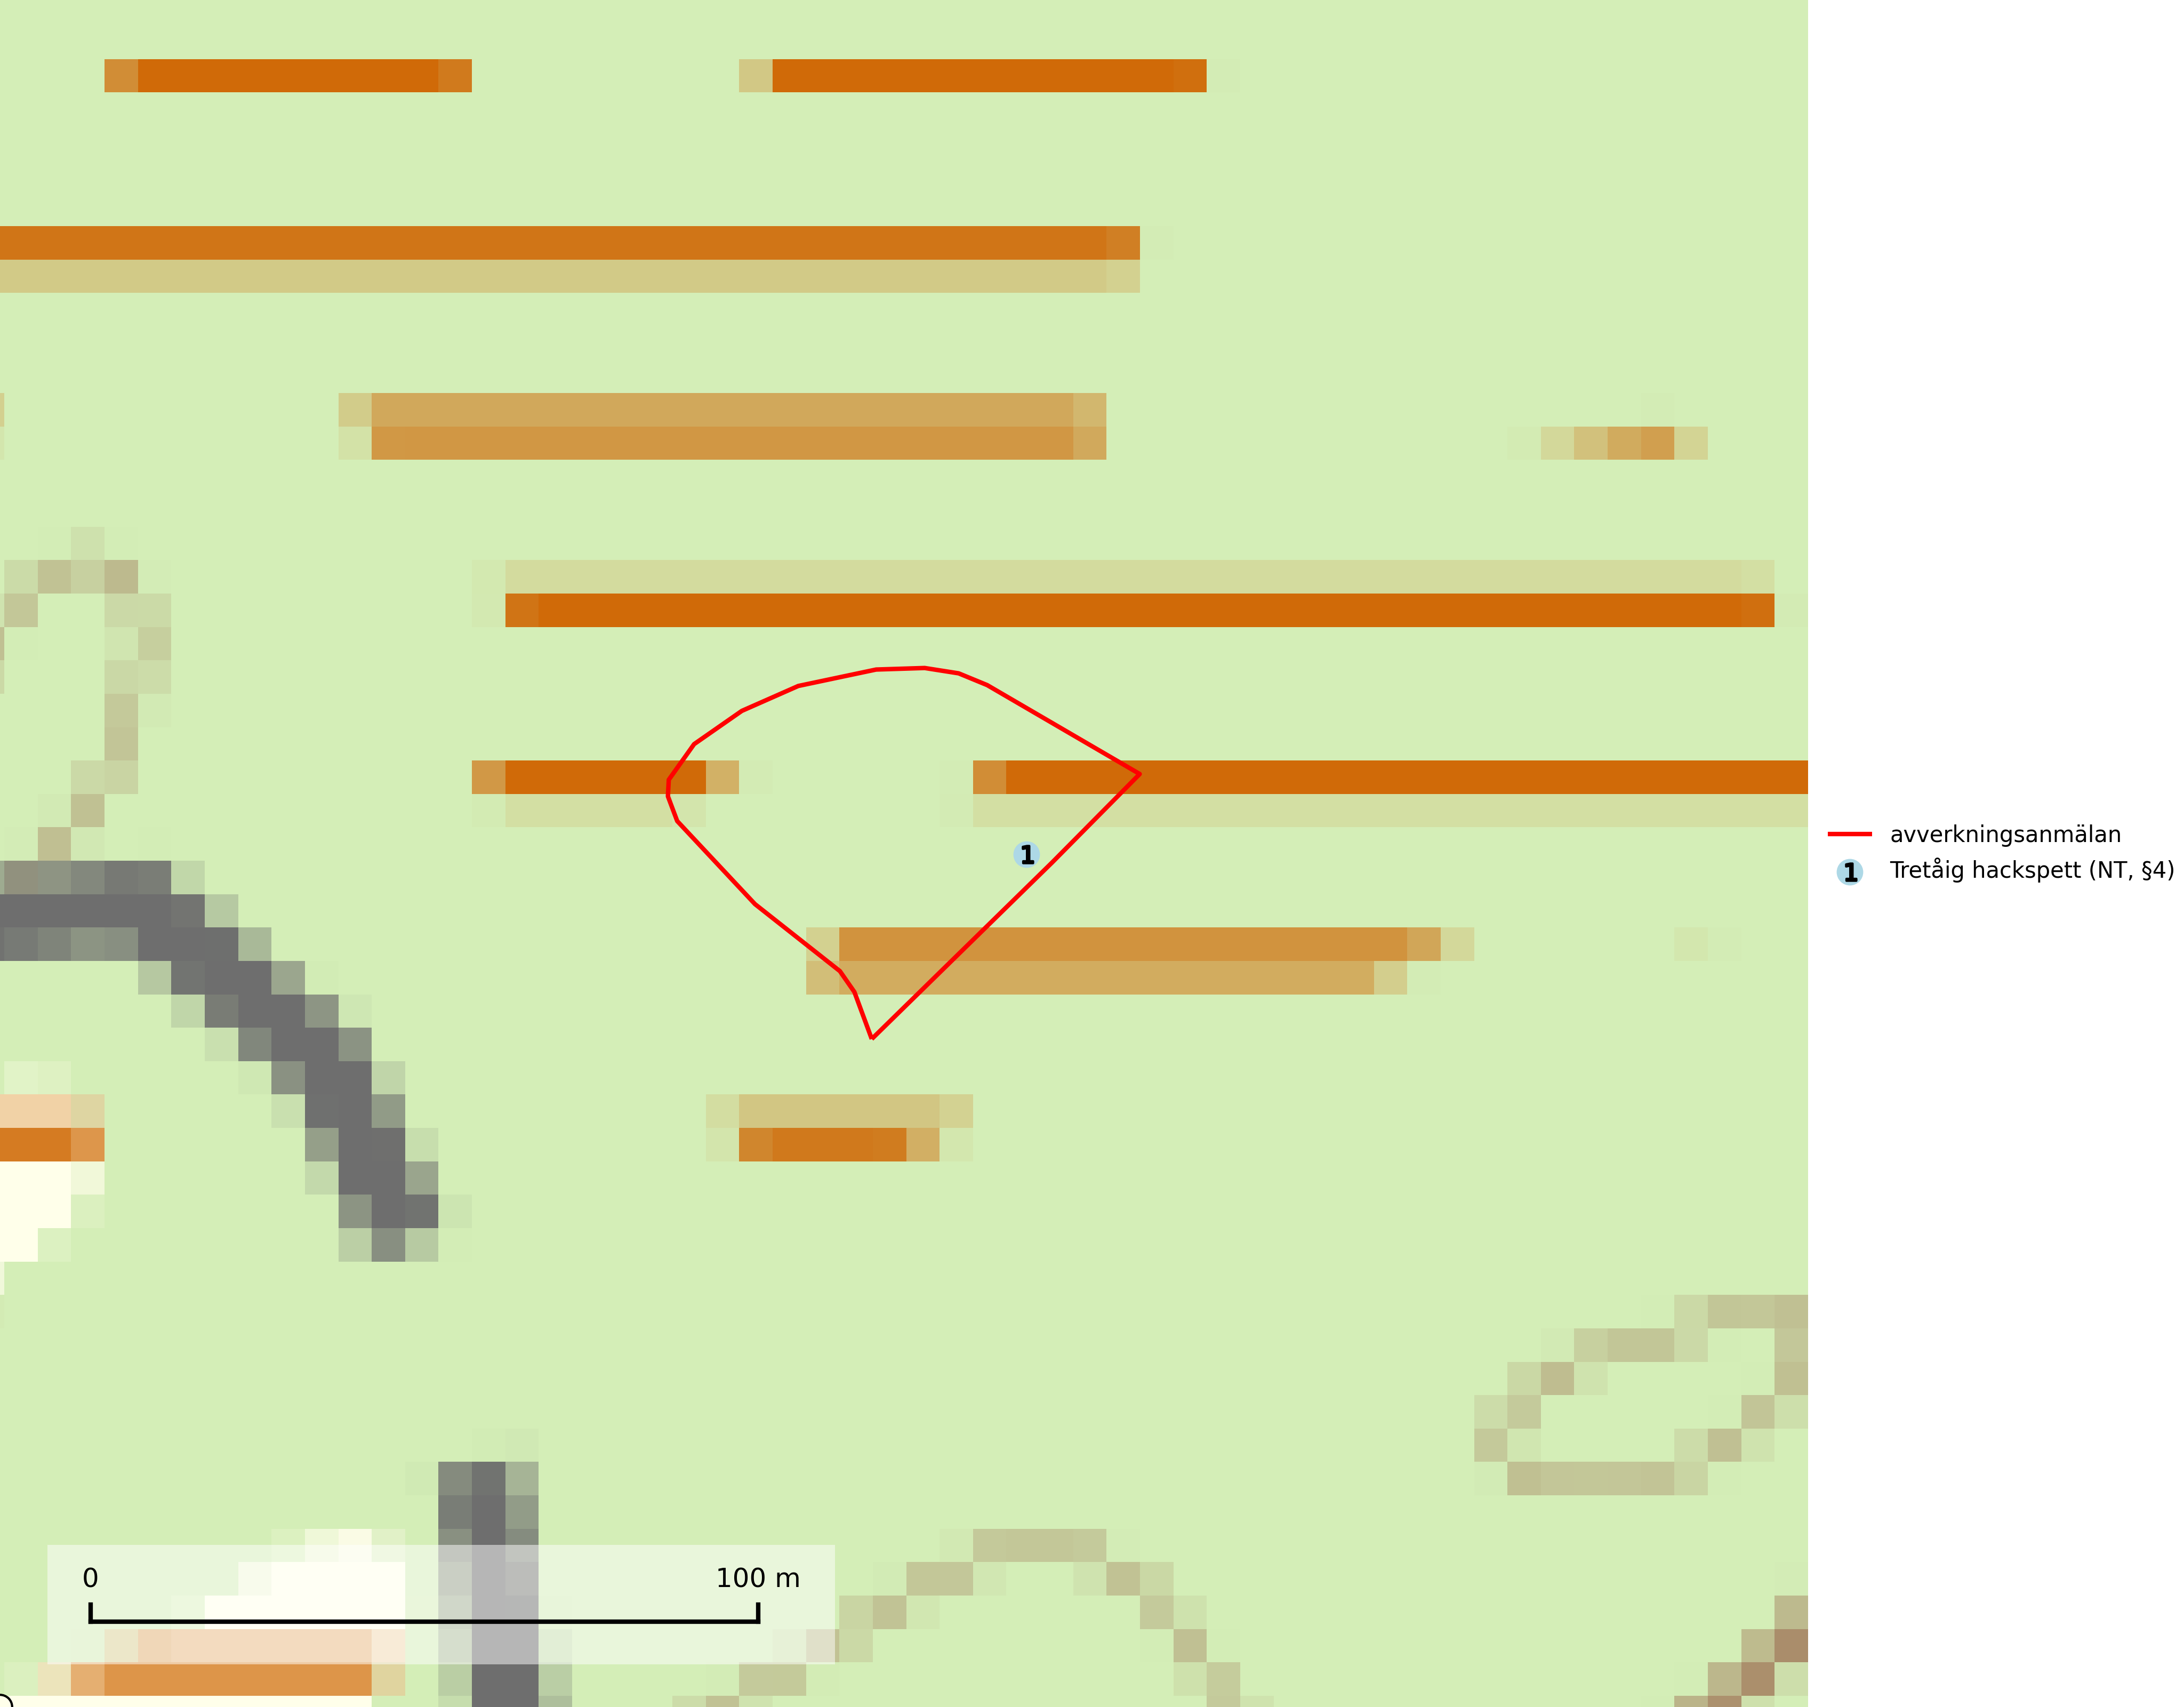 1
avverkningsanmälan
1 Tretåig hackspett (NT, §4)
0 100 m